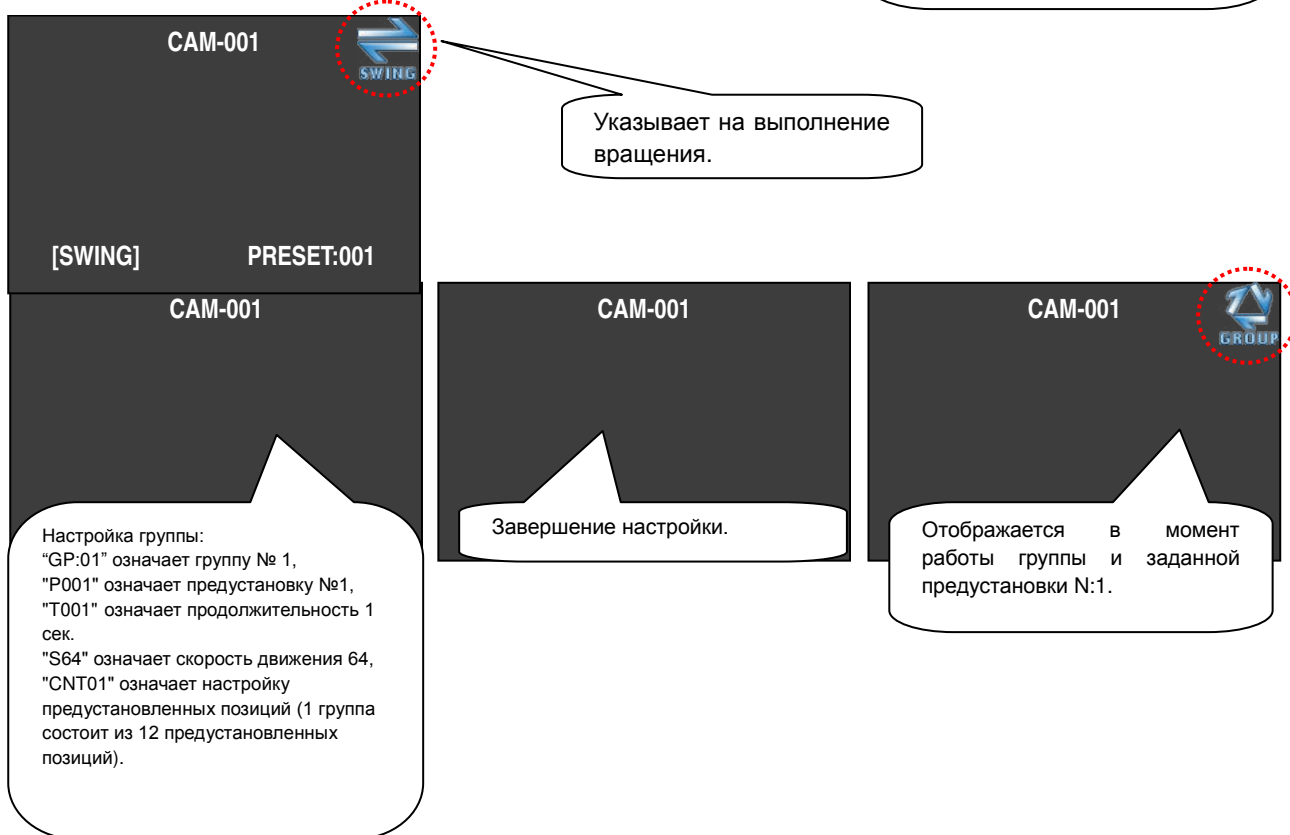 CAM-001
SWING
Указывает на выполнение
вращения.
[SWING] PRESET:001
CAM-001
CAM-001
CAM-001
GROUP
Настройка группы:
“GP:01” означает группу № 1,
"P001" означает предустановку №1,
"T001" означает продолжительность 1
сек.
"S64" означает скорость движения 64,
"CNT01" означает настройку
предустановленных позиций (1 группа
состоит из 12 предустановленных
позиций).
Завершение настройки.
Отображается в момент
работы группы и заданной
предустановки N:1.